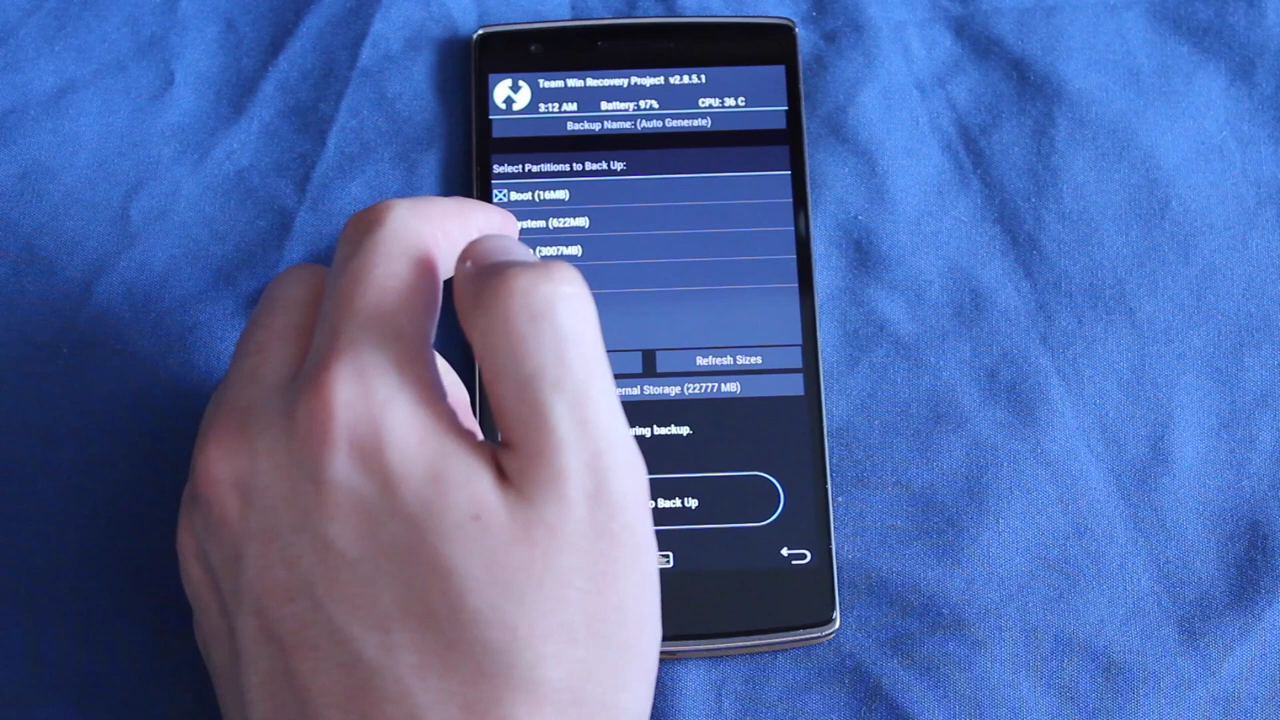 Team Win Recovery Project v2.8.5.1
3:12 AM Battery: 97% CPU: 36 C
Backup Name: (Auto Generate)
Select Partitions to Back Up:
Boot (16MB)
ystem (622MB)
(3007MB)
Refresh Sizes
ernal Storage (22777 MB)
ring backup.
o Back Up